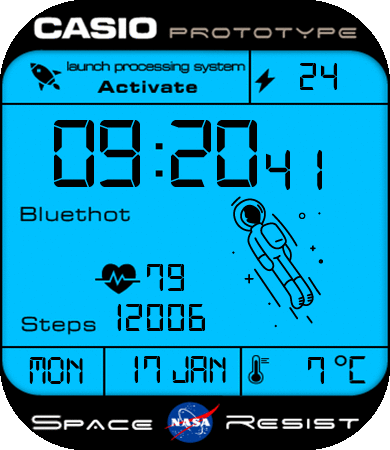 CASIO PROTOTYPE
launch processing system
Activate
24
09:20 41
Bluethot
79
Steps 12006
MON 17 JAN 7 °C
SPACE NASA RESIST